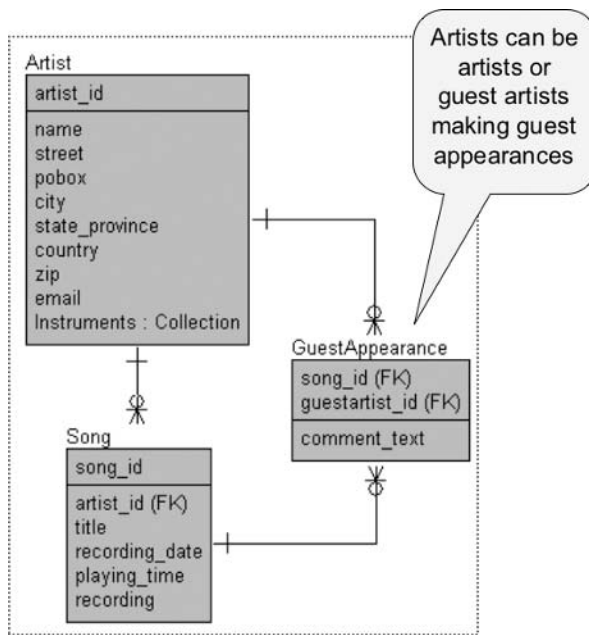 Artists can be
artists or
guest artists
making guest
appearances
Artist
artist_id
name
street
pobox
city
state_province
country
zip
email
Instruments : Collection
GuestAppearance
song_id (FK)
guestartist_id (FK)
comment_text
Song
song_id
artist_id (FK)
title
recording_date
playing_time
recording